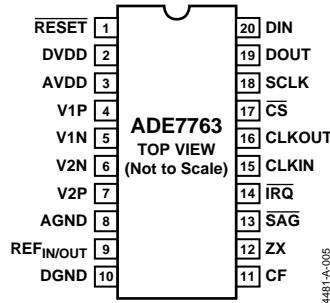 RESET 1 20 DIN
DVDD 2 19 DOUT
AVDD 3 18 SCLK
V1P 4 17 CS
V1N 5 ADE7763 16 CLKOUT
V2N 6 TOP VIEW 15 CLKIN
V2P 7 (Not to Scale) 14 IRQ
AGND 8 13 SAG
REFIN/OUT 9 12 ZX
DGND 10 11 CF
4481-A-005